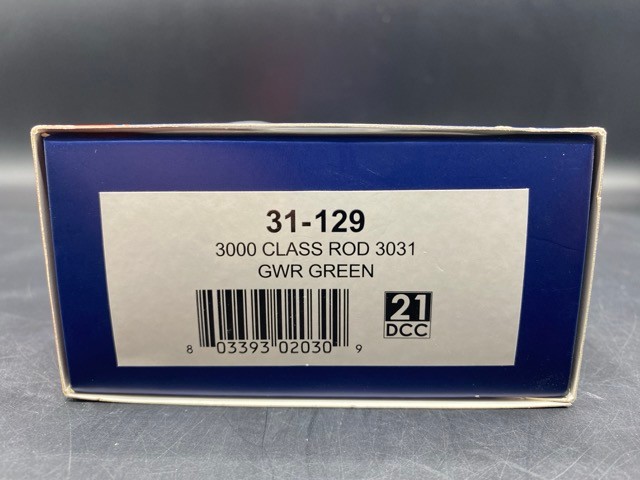 31-129
3000 CLASS ROD 3031
GWR GREEN
21
DCC
8 03393 02030 9